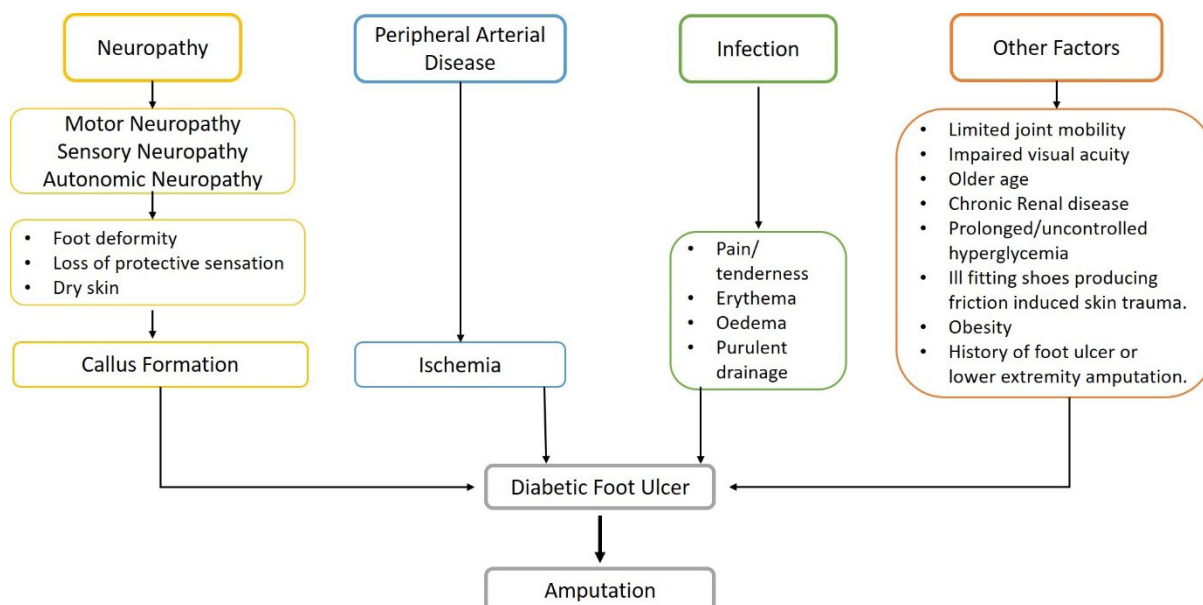 Neuropathy
Motor Neuropathy
Sensory Neuropathy
Autonomic Neuropathy
• Foot deformity
• Loss of protective sensation
• Dry skin
Callus Formation
Peripheral Arterial
Disease
Ischemia
Infection
• Pain/
tenderness
• Erythema
• Oedema
• Purulent
drainage
Other Factors
• Limited joint mobility
• Impaired visual acuity
• Older age
• Chronic Renal disease
• Prolonged/uncontrolled
hyperglycemia
• Ill fitting shoes producing
friction induced skin trauma.
• Obesity
• History of foot ulcer or
lower extremity amputation.
Diabetic Foot Ulcer
Amputation